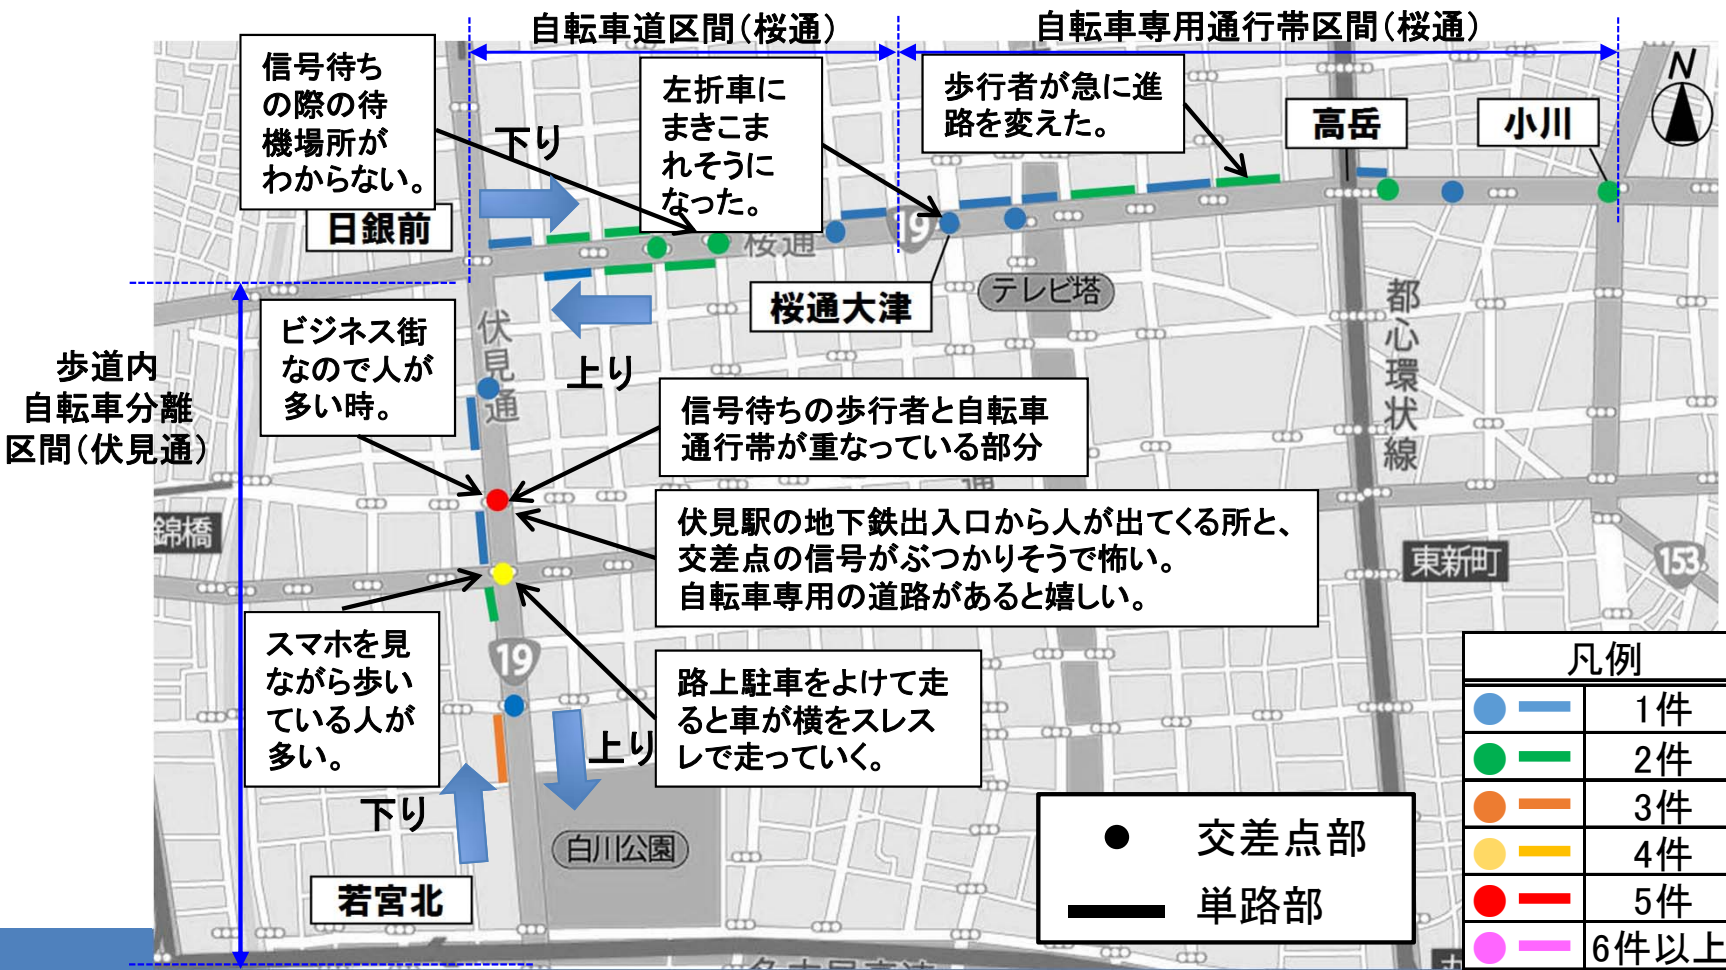 自転車道区間(桜通)
自転車専用通行帯区間(桜通)
信号待ち
の際の待
機場所が
わからない。
下り
左折車に
まきこま
れそうに
なった。
歩行者が急に進
路を変えた。
高岳
小川
N
日銀前
桜通
19
桜通大津
テレビ塔
都心環状線
伏見通
上り
歩道内
自転車分離
区間(伏見通)
ビジネス街
なので人が
多い時。
信号待ちの歩行者と自転車
通行帯が重なっている部分
通
伏見駅の地下鉄出入口から人が出てくる所と、
交差点の信号がぶつかりそうで怖い。
自転車専用の道路があると嬉しい。
錦橋
東新町
153
スマホを見
ながら歩い
ている人が
多い。
19
路上駐車をよけて走
ると車が横をスレス
レで走っていく。
上り
下り
白川公園
若宮北
交差点部
単路部
凡例
1件
2件
3件
4件
5件
6件以上